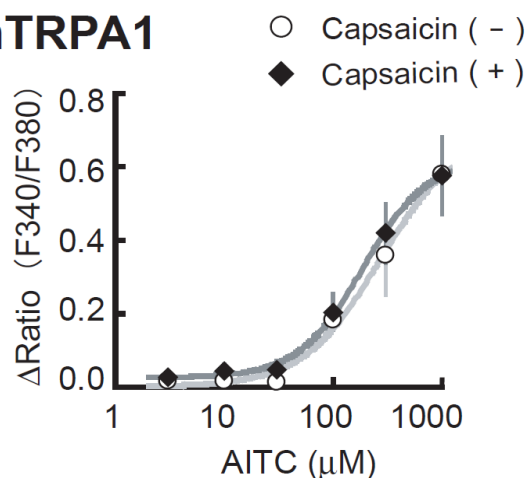 TRPA1
Capsaicin ( − )
Capsaicin ( + )
ΔRatio (F340/F380)
0.8
0.6
0.4
0.2
0.0
1 10 100 1000
AITC (μM)